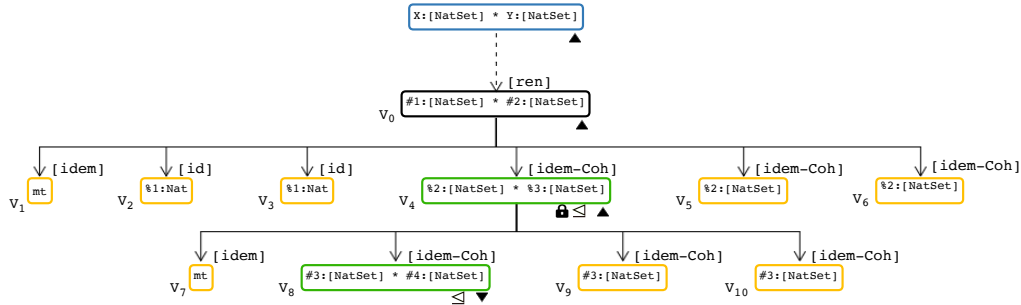 X:[NatSet] * Y:[NatSet]
[ren]
#1:[NatSet] * #2:[NatSet]
V0
[idem] [id] [id] [idem-Coh] [idem-Coh] [idem-Coh]
mt %1:Nat %1:Nat %2:[NatSet] * %3:[NatSet] %2:[NatSet] %2:[NatSet]
V1 V2 V3 V4 V5 V6
[idem] [idem-Coh] [idem-Coh] [idem-Coh]
mt #3:[NatSet] * #4:[NatSet] #3:[NatSet] #3:[NatSet]
V7 V8 V9 V10